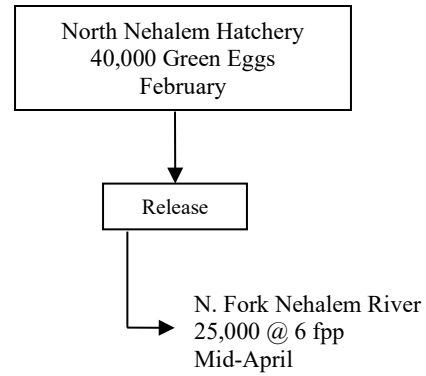 North Nehalem Hatchery
40,000 Green Eggs
February
Release
N. Fork Nehalem River
25,000 @ 6 fpp
Mid-April